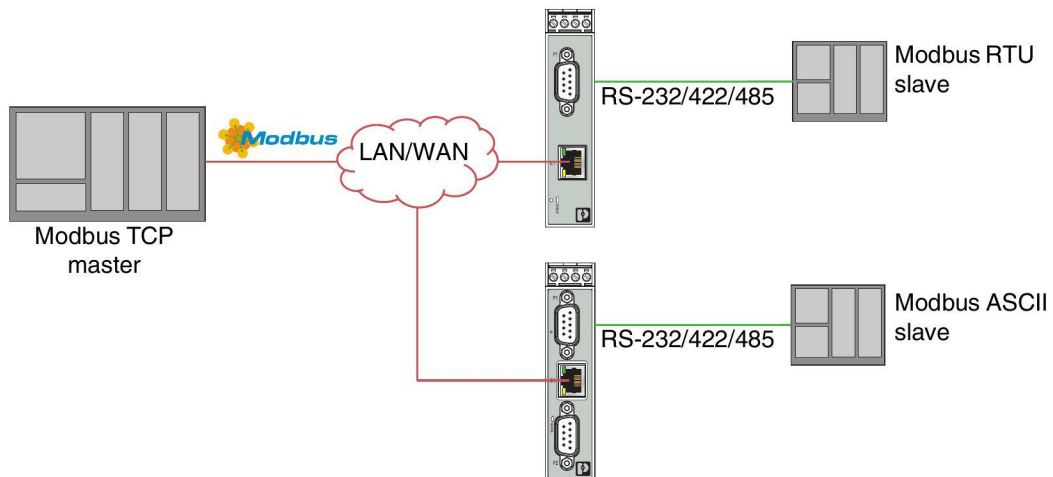 Modbus RTU
slave
RS-232/422/485
Modbus
LAN/WAN
Modbus TCP
master
Modbus ASCII
slave
RS-232/422/485